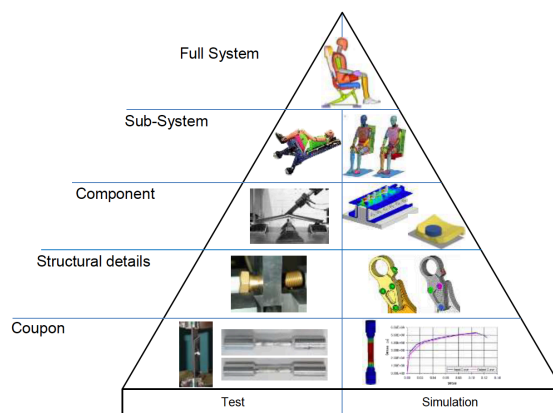 Full System
Sub-System
Component
Structural details
Coupon
Test
Simulation